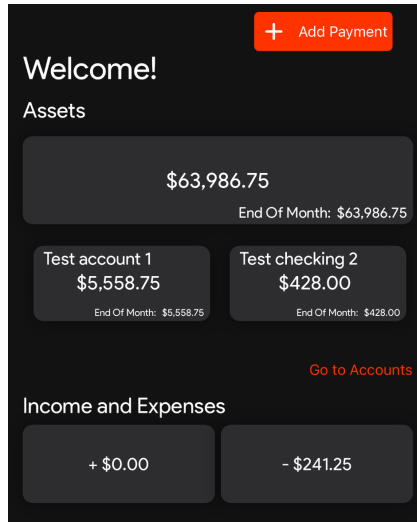 + Add Payment
Welcome!
Assets
$63,986.75
End Of Month: $63,986.75
Test account 1
$5,558.75
End Of Month: $5,558.75
Test checking 2
$428.00
End Of Month: $428.00
Go to Accounts
Income and Expenses
+ $0.00
- $241.25